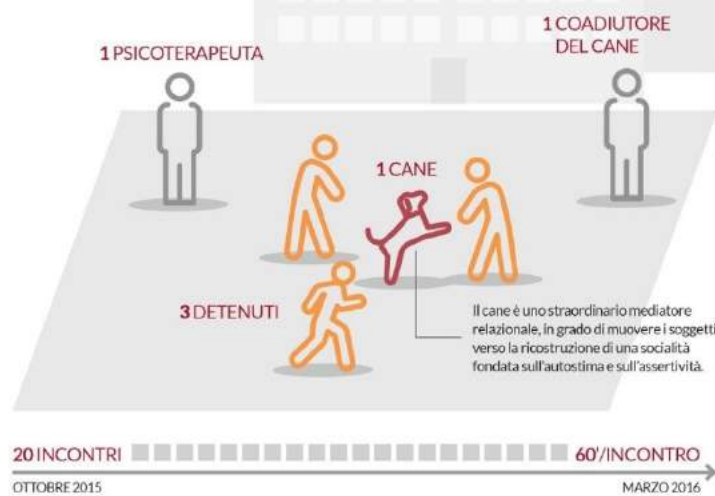 1 PSICOTERAPEUTA
1 COADIUTORE
DEL CANE
1 CANE
3 DETENUTI
Il cane è uno straordinario mediatore
relazionale, in grado di muovere i soggetti
verso la ricostruzione di una socialità
fondata sull'autostima e sull'assertività.
20 INCONTRI
60'/INCONTRO
OTTOBRE 2015
MARZO 2016